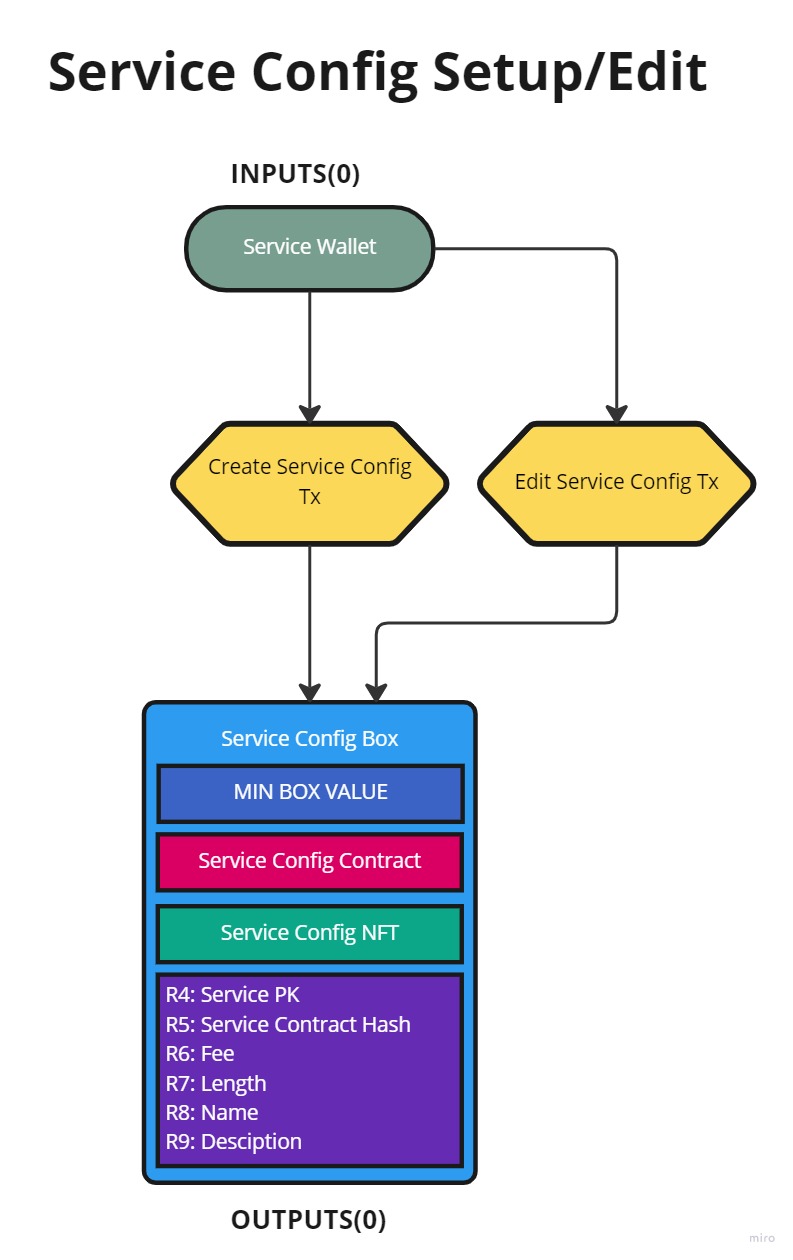 Service Config Setup/Edit
INPUTS(0)
Service Wallet
Create Service Config
Tx
Edit Service Config Tx
Service Config Box
MIN BOX VALUE
Service Config Contract
Service Config NFT
R4: Service PK
R5: Service Contract Hash
R6: Fee
R7: Length
R8: Name
R9: Desciption
OUTPUTS(0)
miro